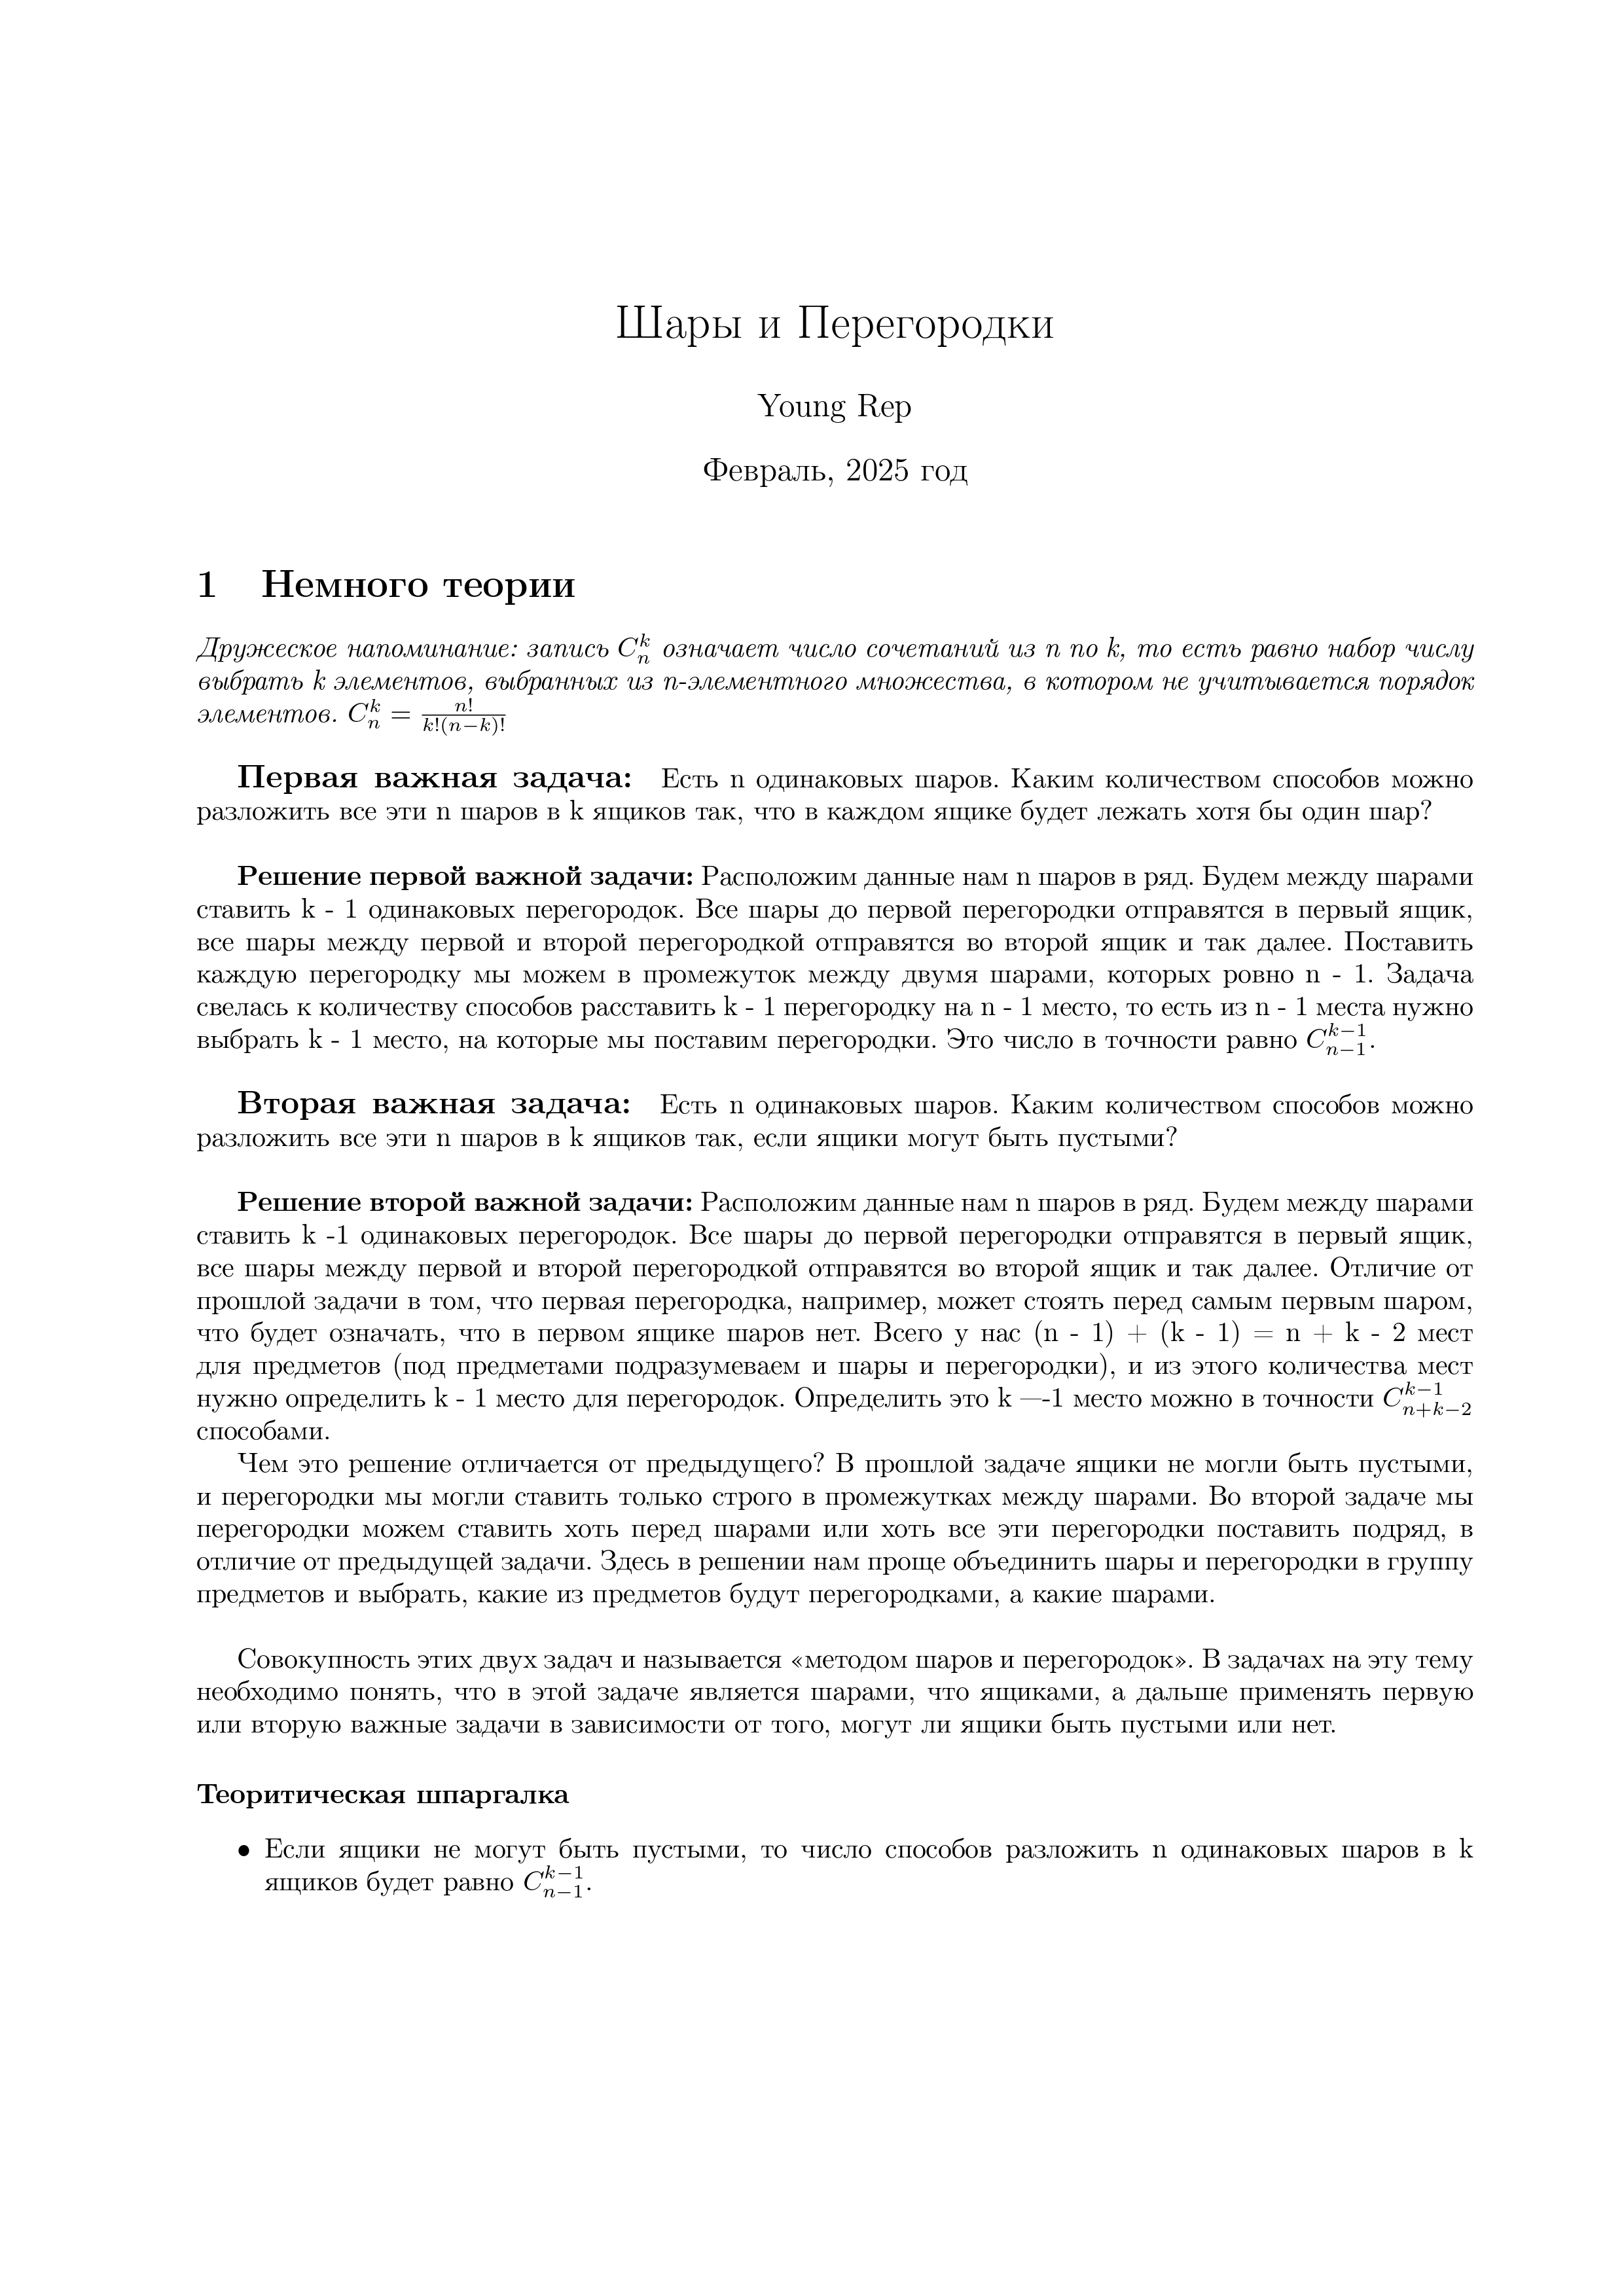 Шары и Перегородки
Young Rep
Февраль, 2025 год
1 Немного теории
Дружеское напоминание: запись $C_n^k$ означает число сочетаний из n по k, то есть равно набор числу
выбрать k элементов, выбранных из n-элементного множества, в котором не учитывается порядок
элементов. $C_n^k = \frac{n!}{k!(n-k)!}$
Первая важная задача: Есть n одинаковых шаров. Каким количеством способов можно
разложить все эти n шаров в k ящиков так, что в каждом ящике будет лежать хотя бы один шар?
Решение первой важной задачи: Расположим данные нам n шаров в ряд. Будем между шарами
ставить k - 1 одинаковых перегородок. Все шары до первой перегородки отправятся в первый ящик,
все шары между первой и второй перегородкой отправятся во второй ящик и так далее. Поставить
каждую перегородку мы можем в промежуток между двумя шарами, которых ровно n - 1. Задача
свелась к количеству способов расставить k - 1 перегородку на n - 1 место, то есть из n - 1 места нужно
выбрать k - 1 место, на которые мы поставим перегородки. Это число в точности равно $C_{n-1}^{k-1}$.
Вторая важная задача: Есть n одинаковых шаров. Каким количеством способов можно
разложить все эти n шаров в k ящиков так, если ящики могут быть пустыми?
Решение второй важной задачи: Расположим данные нам n шаров в ряд. Будем между шарами
ставить k -1 одинаковых перегородок. Все шары до первой перегородки отправятся в первый ящик,
все шары между первой и второй перегородкой отправятся во второй ящик и так далее. Отличие от
прошлой задачи в том, что первая перегородка, например, может стоять перед самым первым шаром,
что будет означать, что в первом ящике шаров нет. Всего у нас (n - 1) + (k - 1) = n + k - 2 мест
для предметов (под предметами подразумеваем и шары и перегородки), и из этого количества мест
нужно определить k - 1 место для перегородок. Определить это k —-1 место можно в точности $C_{n+k-2}^{k-1}$
способами.
Чем это решение отличается от предыдущего? В прошлой задаче ящики не могли быть пустыми,
и перегородки мы могли ставить только строго в промежутках между шарами. Во второй задаче мы
перегородки можем ставить хоть перед шарами или хоть все эти перегородки поставить подряд, в
отличие от предыдущей задачи. Здесь в решении нам проще объединить шары и перегородки в группу
предметов и выбрать, какие из предметов будут перегородками, а какие шарами.
Совокупность этих двух задач и называется «методом шаров и перегородок». В задачах на эту тему
необходимо понять, что в этой задаче является шарами, что ящиками, а дальше применять первую
или вторую важные задачи в зависимости от того, могут ли ящики быть пустыми или нет.
Теоритическая шпаргалка
• Если ящики не могут быть пустыми, то число способов разложить n одинаковых шаров в k
ящиков будет равно $C_{n-1}^{k-1}$.